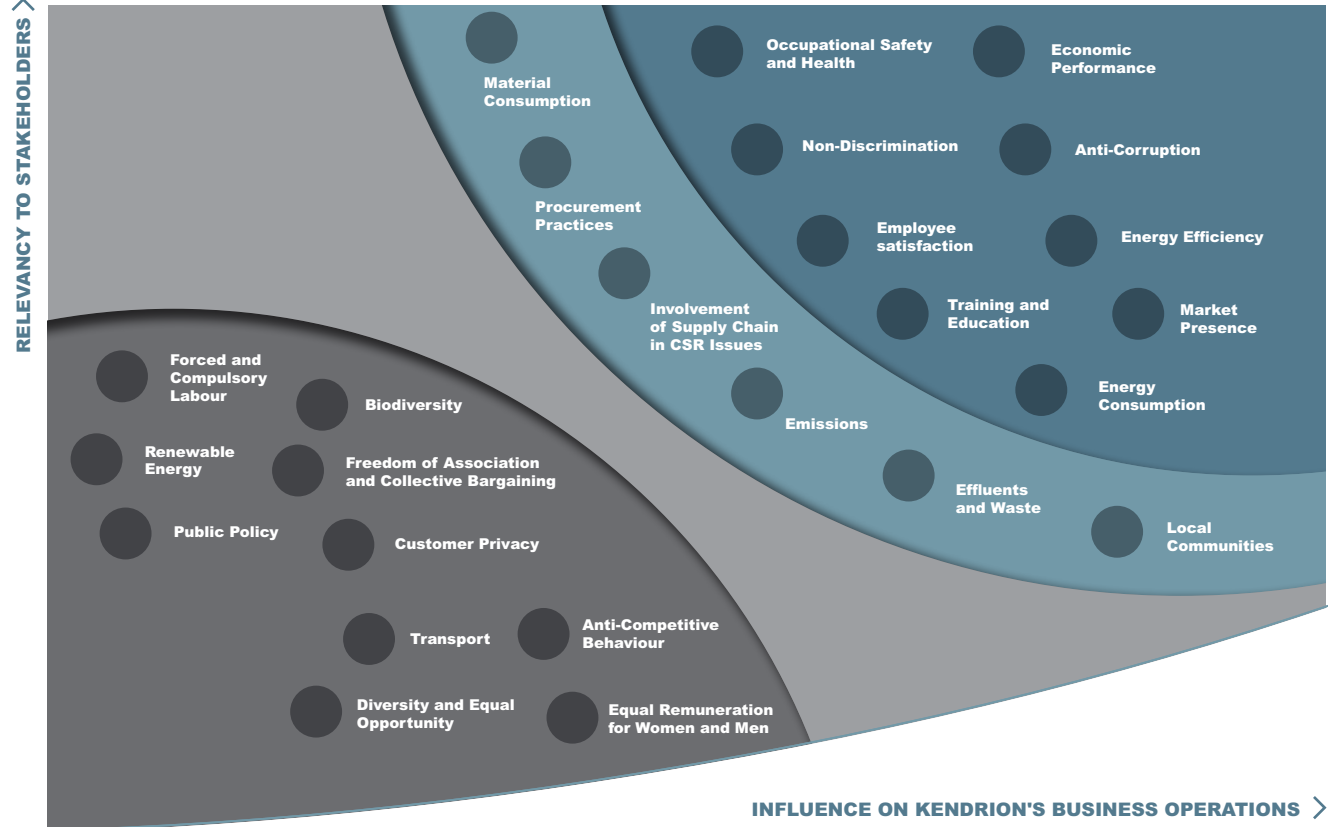 RELEVANCY TO STAKEHOLDERS
Material
Consumption
Procurement
Practices
Involvement
of Supply Chain
in CSR Issues
Emissions
Effluents
and Waste
Local
Communities
Occupational Safety
and Health
Economic
Performance
Non-Discrimination
Anti-Corruption
Employee
satisfaction
Energy Efficiency
Training and
Education
Market
Presence
Energy
Consumption
Forced and
Compulsory
Labour
Biodiversity
Renewable
Energy
Freedom of Association
and Collective Bargaining
Public Policy
Customer Privacy
Transport
Anti-Competitive
Behaviour
Diversity and Equal
Opportunity
Equal Remuneration
for Women and Men
INFLUENCE ON KENDRION'S BUSINESS OPERATIONS